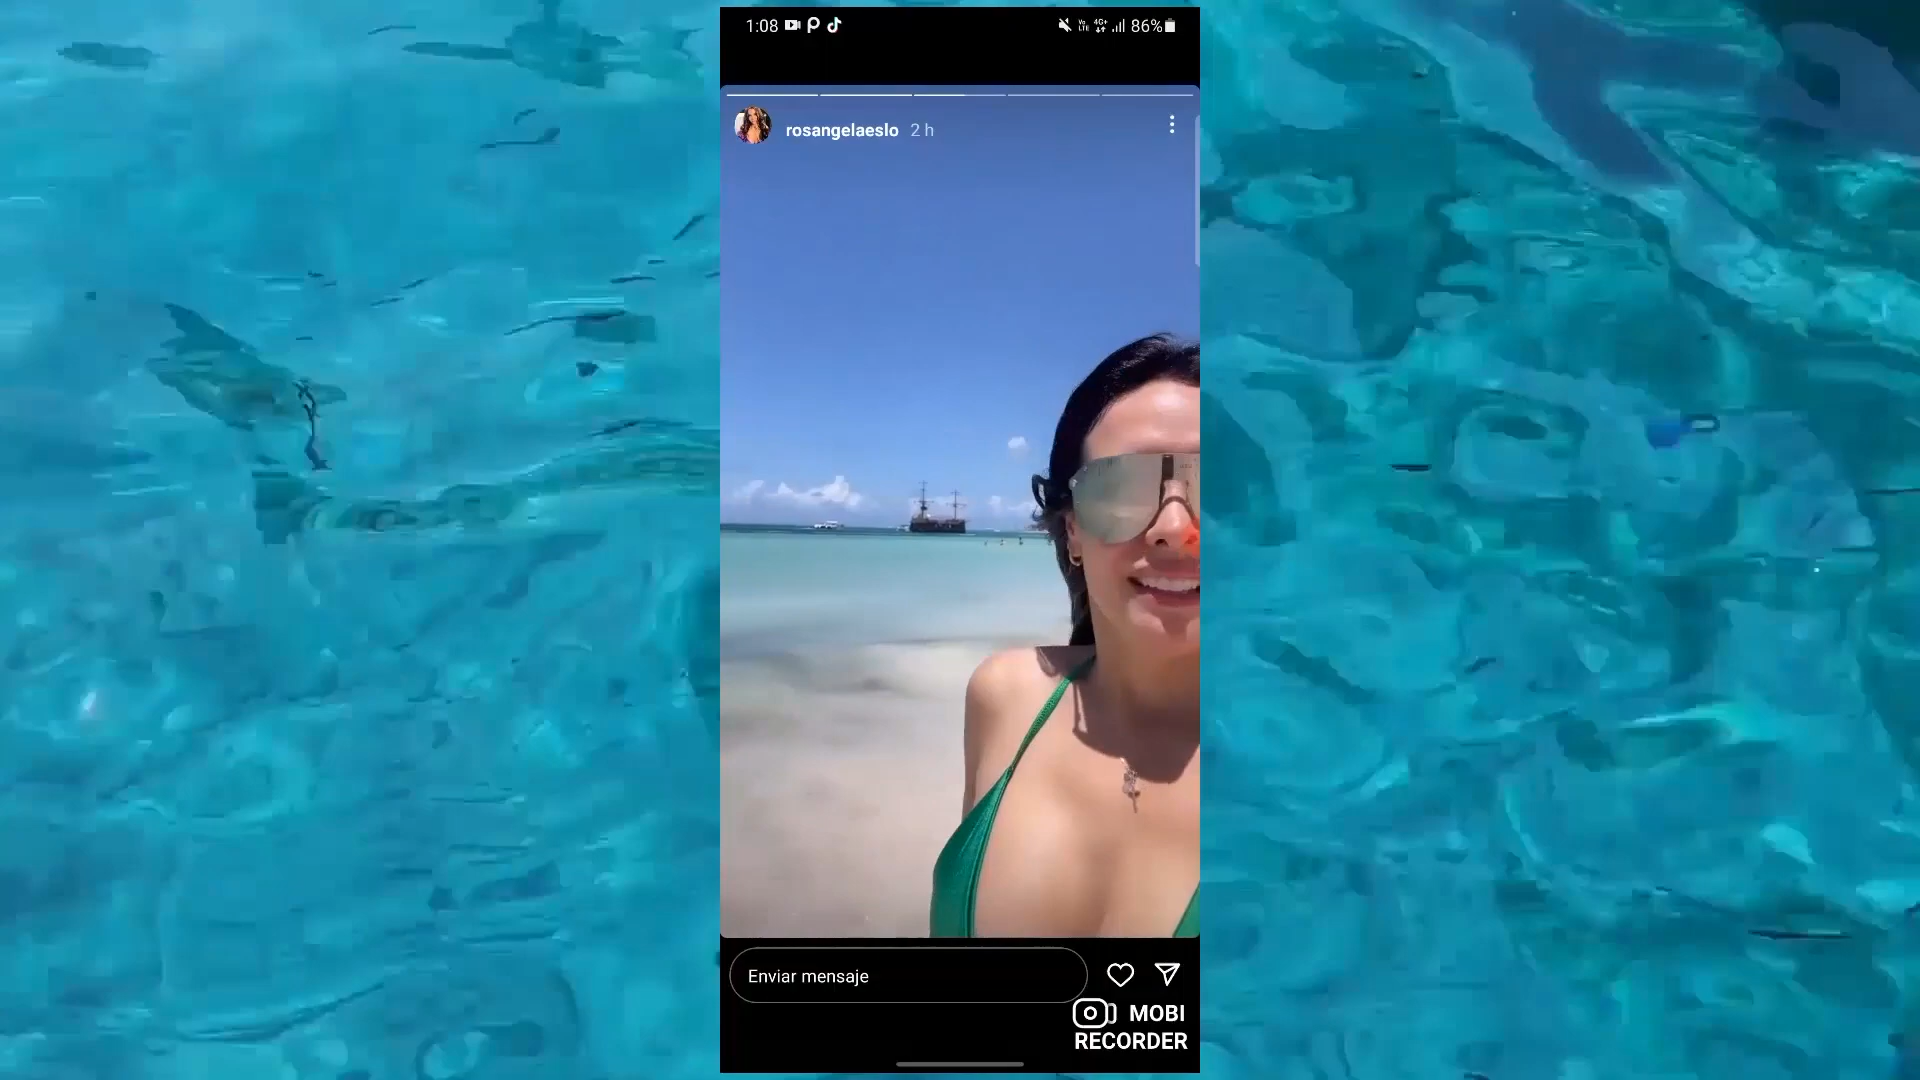 1:08
86%
rosangelaeslo 2 h
Enviar mensaje
MOBI
RECORDER